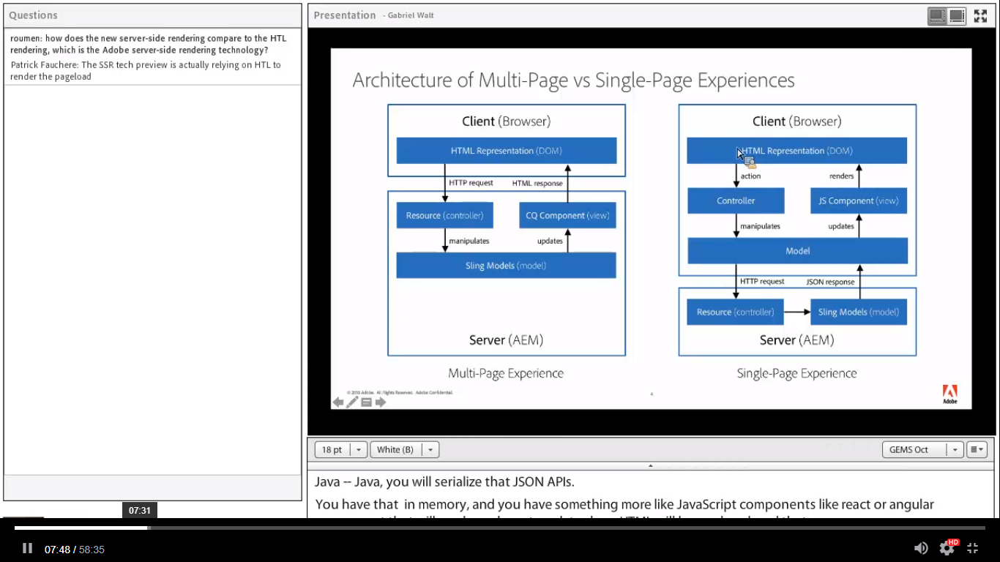 Questions
roumen: how does the new server-side rendering compare to the HTL
rendering, which is the Adobe server-side rendering technology?
Patrick Fauchere: The SSR tech preview is actually relying on HTL to
render the pageload
Presentation - Gabriel Walt
Architecture of Multi-Page vs Single-Page Experiences
Client (Browser)
HTML Representation (DOM)
HTTP request
HTML response
Resource (controller)
CQ Component (view)
manipulates
updates
Sling Models (model)
Server (AEM)
Multi-Page Experience
Client (Browser)
HTML Representation (DOM)
action
renders
Controller
JS Component (view)
manipulates
updates
Model
HTTP request
JSON response
Resource (controller)
Sling Models (model)
Server (AEM)
Single-Page Experience
© 2018 Adobe. All Rights Reserved. Adobe Confidential.
4
Adobe
18 pt
White (B)
GEMS Oct
Java -- Java, you will serialize that JSON APIs.
You have that in memory, and you have something more like JavaScript components like react or angular
07:31
07:48 / 58:35
HD